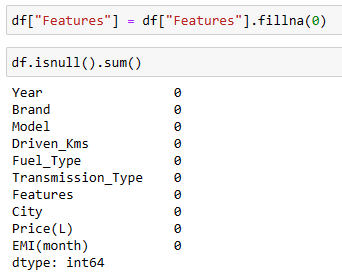 df["Features"] = df["Features"].fillna(0)
df.isnull().sum()
Year 0
Brand 0
Model 0
Driven_Kms 0
Fuel_Type 0
Transmission_Type 0
Features 0
City 0
Price(L) 0
EMI(month) 0
dtype: int64